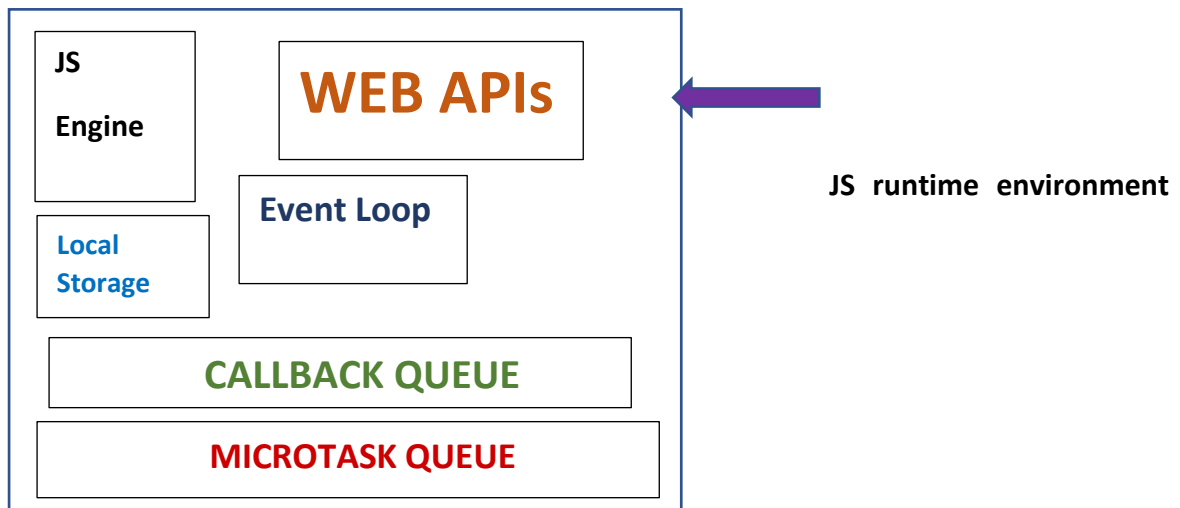 JS
Engine
WEB APIs
JS runtime environment
Event Loop
Local
Storage
CALLBACK QUEUE
MICROTASK QUEUE